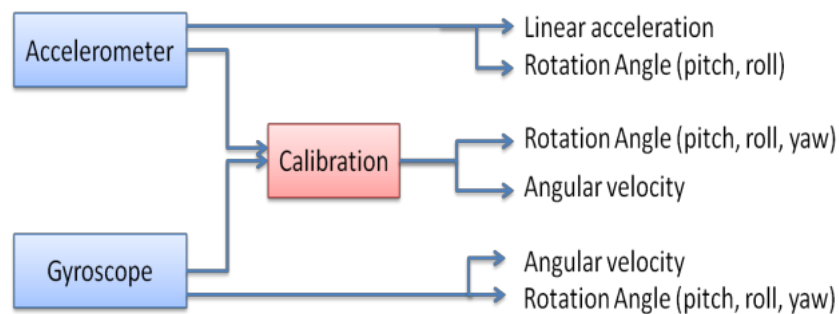 Accelerometer
Linear acceleration
Rotation Angle (pitch, roll)
Calibration
Rotation Angle (pitch, roll, yaw)
Angular velocity
Gyroscope
Angular velocity
Rotation Angle (pitch, roll, yaw)